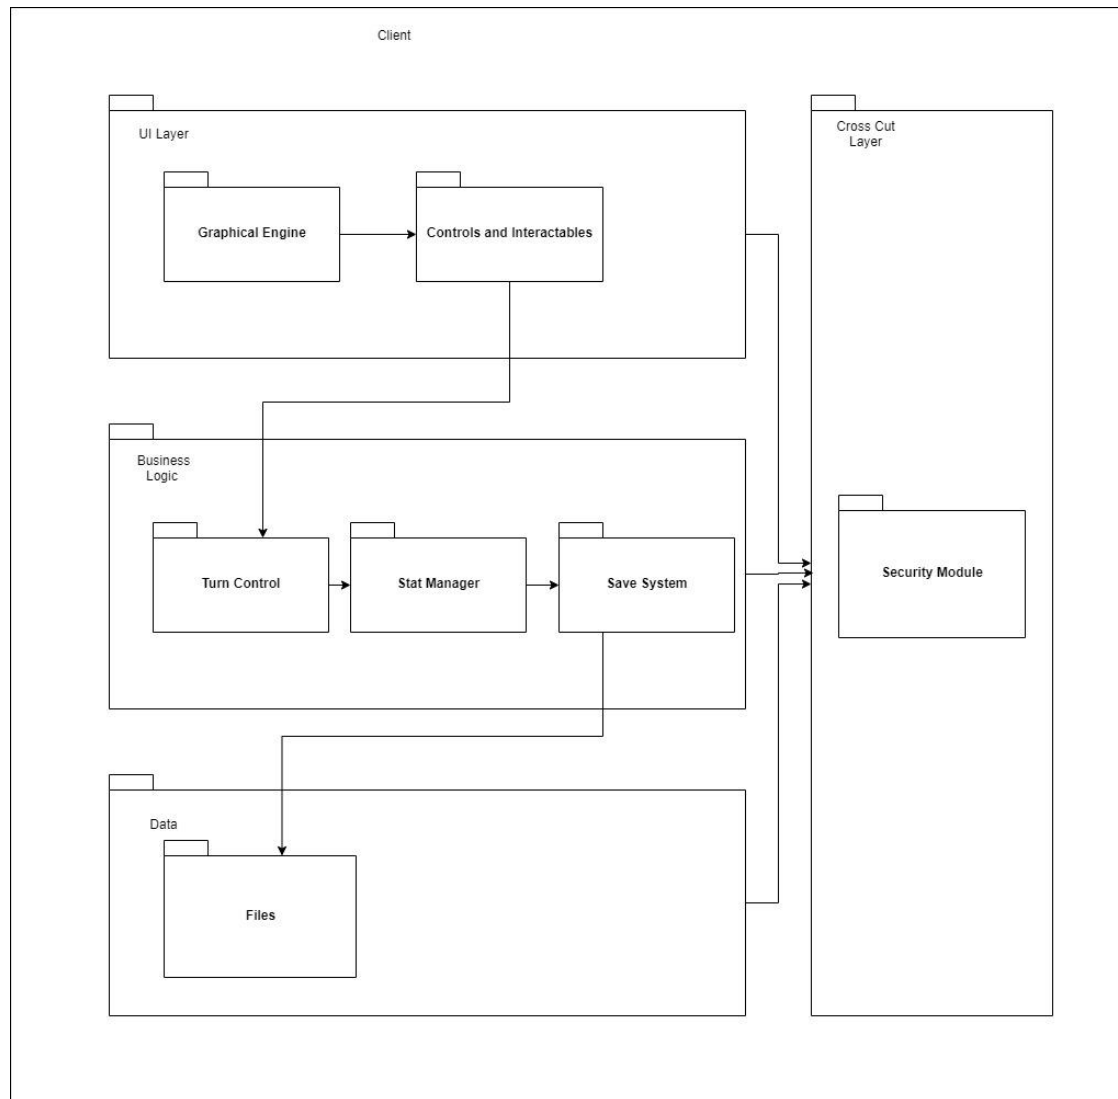 Client
UI Layer
Cross Cut
Layer
Graphical Engine
Controls and Interactables
Business
Logic
Turn Control
Stat Manager
Save System
Security Module
Data
Files